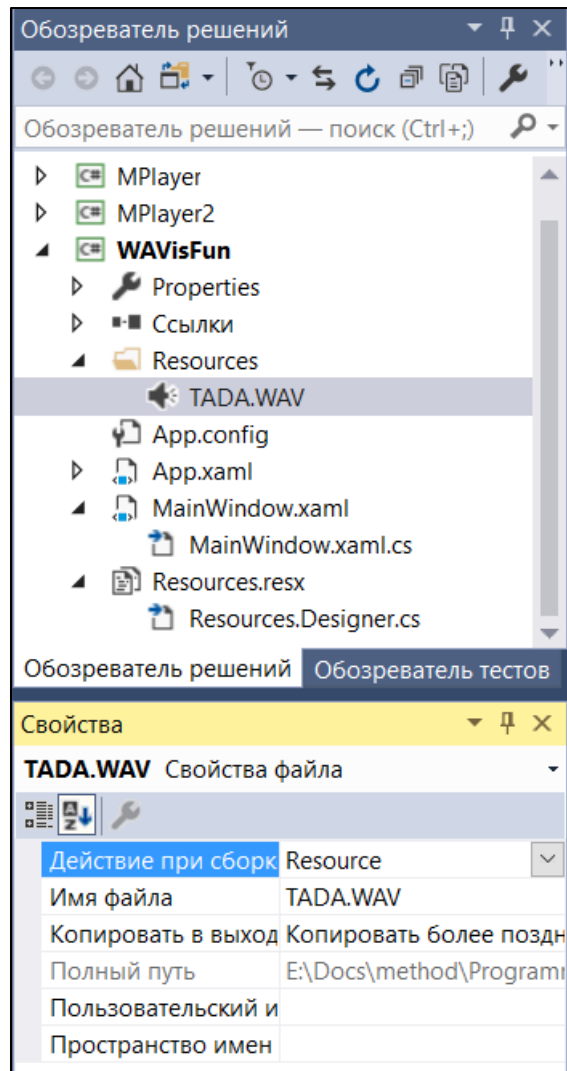 Обозреватель решений
Обозреватель решений — поиск (Ctrl+;)
C# MPlayer
C# MPlayer2
C# WAVisFun
Properties
Ссылки
Resources
TADA.WAV
App.config
App.xaml
MainWindow.xaml
MainWindow.xaml.cs
Resources.resx
Resources.Designer.cs
Обозреватель решений Обозреватель тестов
Свойства
TADA.WAV Свойства файла
Действие при сборк Resource
Имя файла TADA.WAV
Копировать в выход Копировать более поздн
Полный путь E:\Docs\method\Program
Пользовательский и
Пространство имен